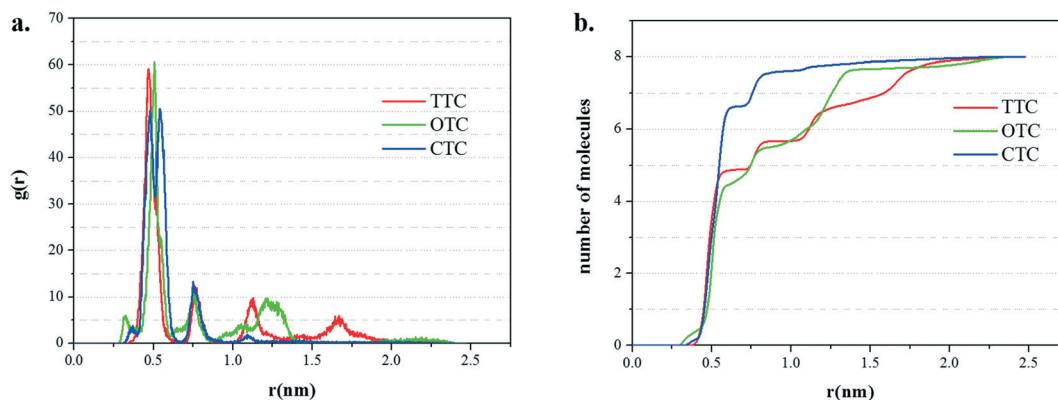 a.
70
60
50
40
30
20
10
0
g(r)
TTC
OTC
CTC
0.0 0.5 1.0 1.5 2.0 2.5
r(nm)
b.
8
6
4
2
0
number of molecules
TTC
OTC
CTC
0.0 0.5 1.0 1.5 2.0 2.5
r(nm)